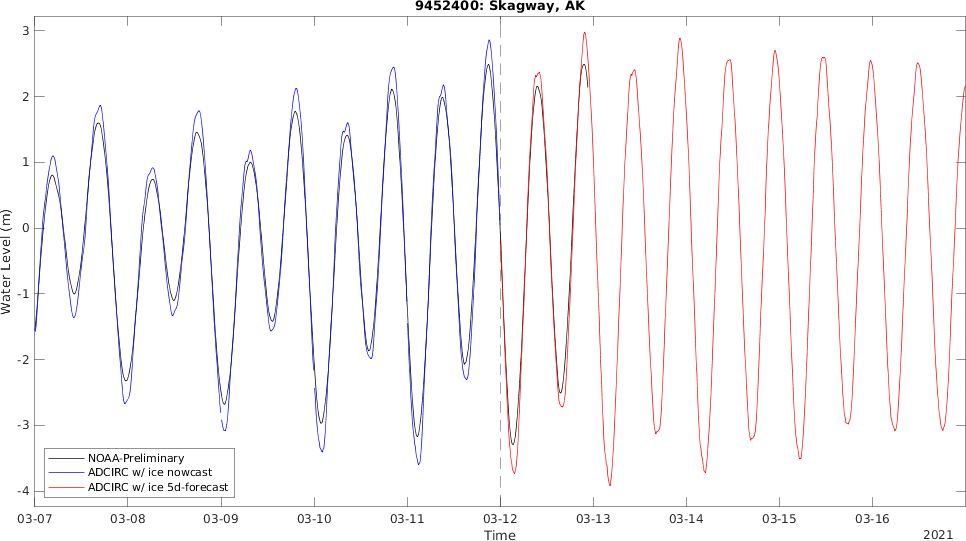 9452400: Skagway, AK
3
2
1
0
-1
-2
-3
-4
Water Level (m)
NOAA-Preliminary
ADCIRC w/ ice nowcast
ADCIRC w/ ice 5d-forecast
03-07 03-08 03-09 03-10 03-11 03-12 03-13 03-14 03-15 03-16
Time
2021